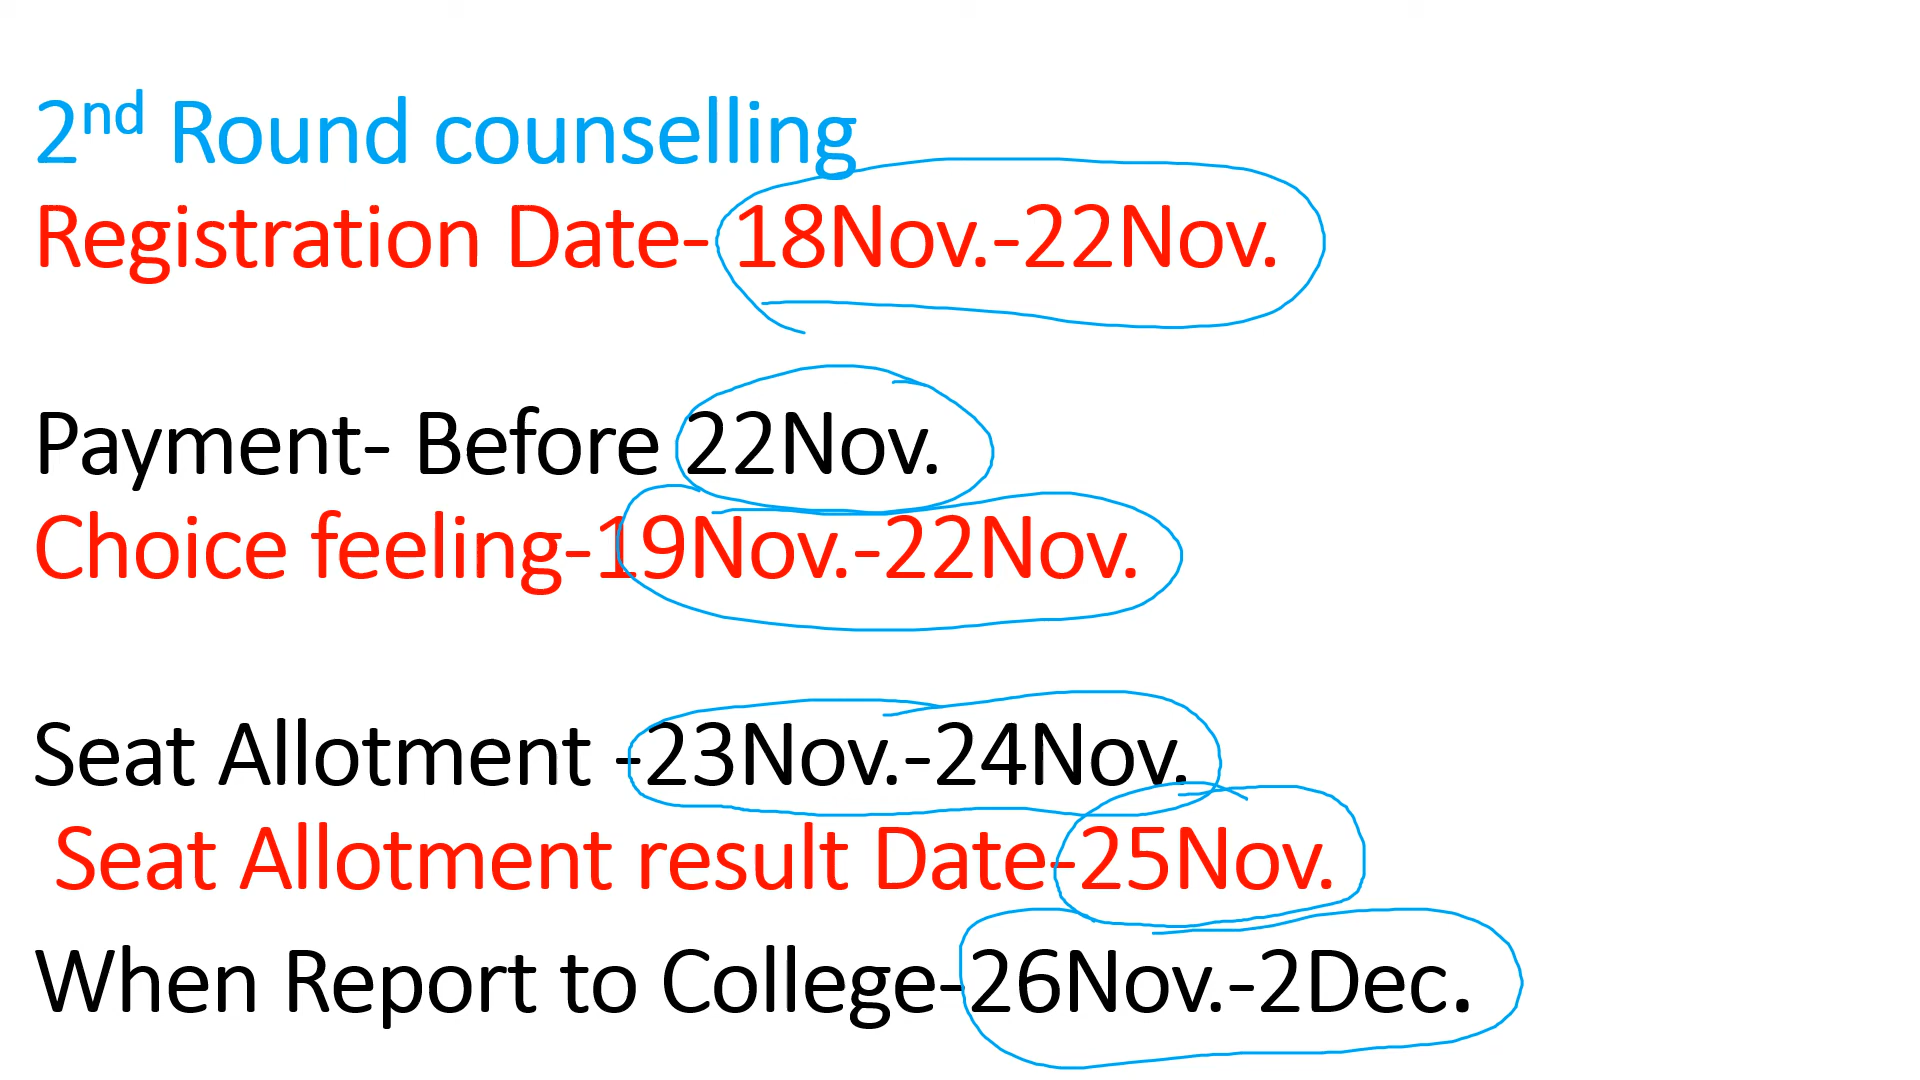 2nd Round counselling
Registration Date- 18Nov.-22Nov.
Payment- Before 22Nov.
Choice feeling-19Nov.-22Nov.
Seat Allotment -23Nov.-24Nov.
Seat Allotment result Date-25Nov.
When Report to College-26Nov.-2Dec.